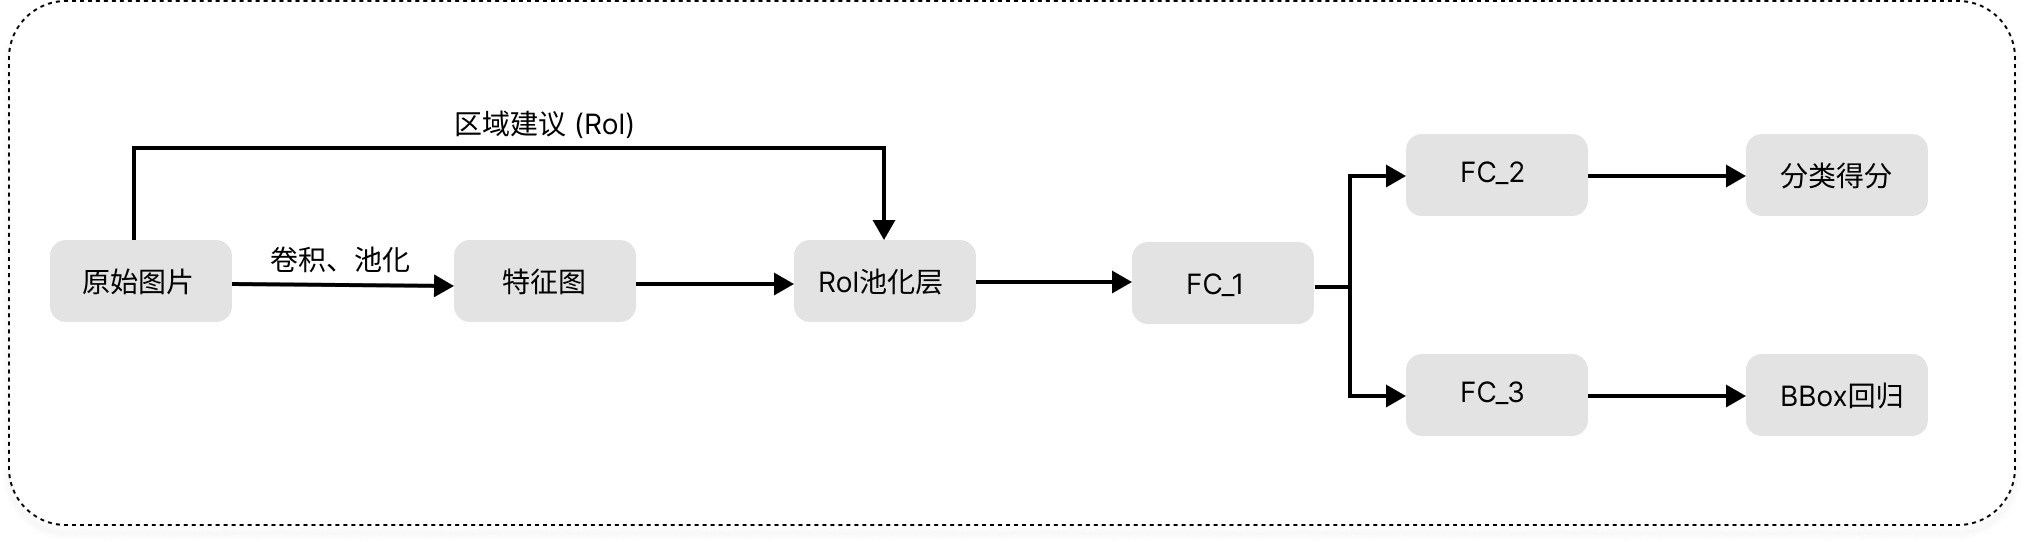 区域建议 (RoI)
原始图片
卷积、池化
特征图
RoI池化层
FC_1
FC_2
分类得分
FC_3
BBox回归